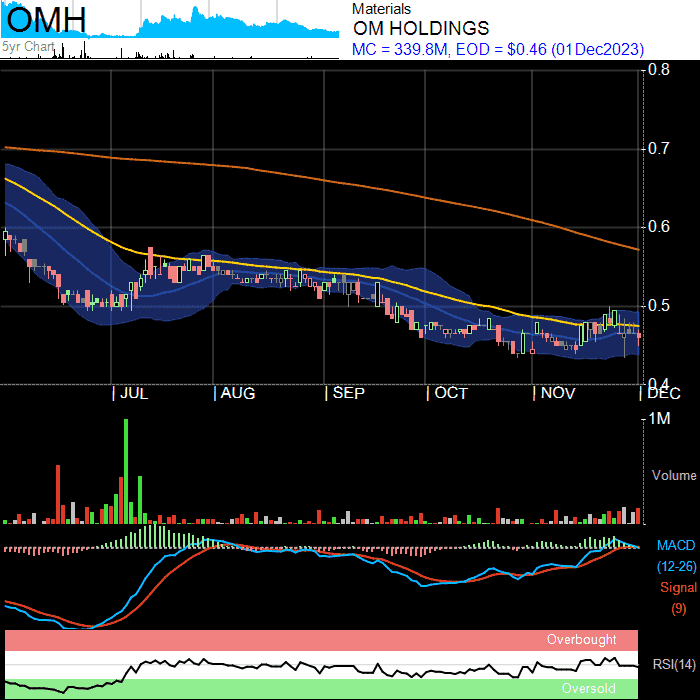 OMH
5yr Chart
Materials
OM HOLDINGS
MC = 339.8M, EOD = $0.46 (01Dec2023)
0.8
0.7
0.6
0.5
0.4
JUL AUG SEP OCT NOV DEC
1M
Volume
MACD
(12-26)
Signal
(9)
Overbought
RSI(14)
Oversold